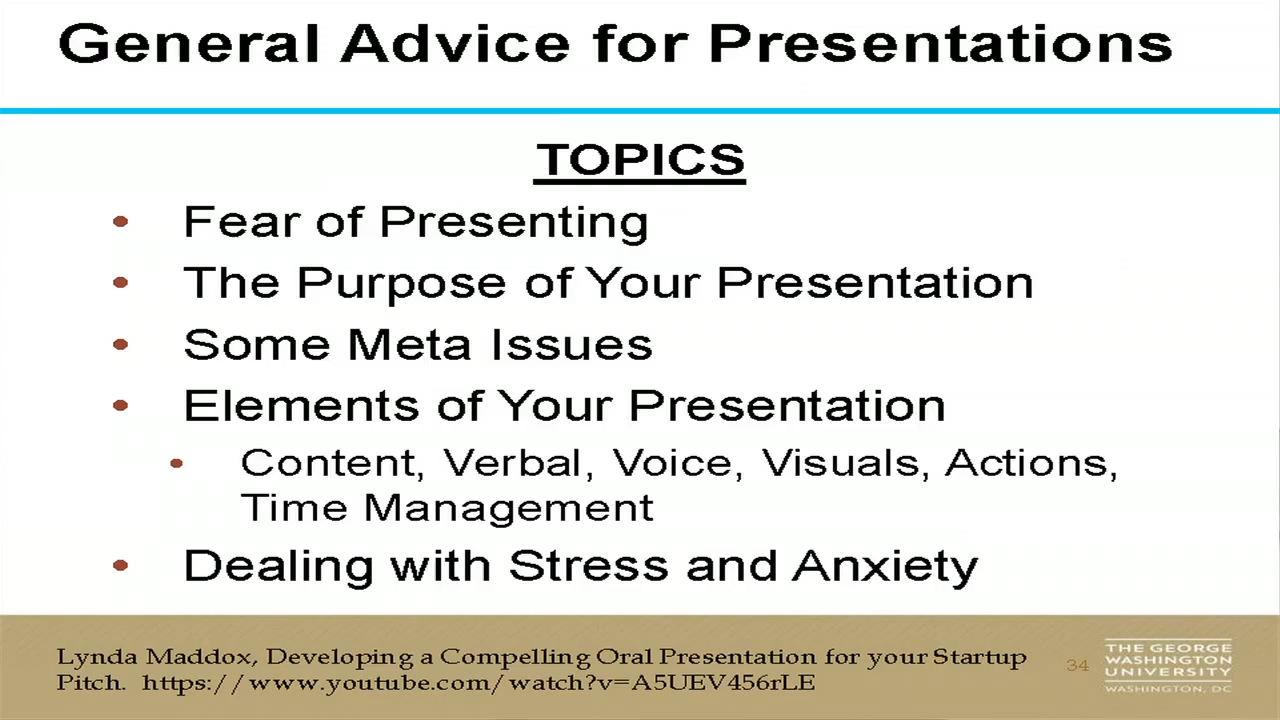 General Advice for Presentations
TOPICS
• Fear of Presenting
• The Purpose of Your Presentation
• Some Meta Issues
• Elements of Your Presentation
• Content, Verbal, Voice, Visuals, Actions,
Time Management
• Dealing with Stress and Anxiety
Lynda Maddox, Developing a Compelling Oral Presentation for your Startup
Pitch. https://www.youtube.com/watch?v=A5UEV456rLE
34
THE GEORGE
WASHINGTON
UNIVERSITY
WASHINGTON, DC